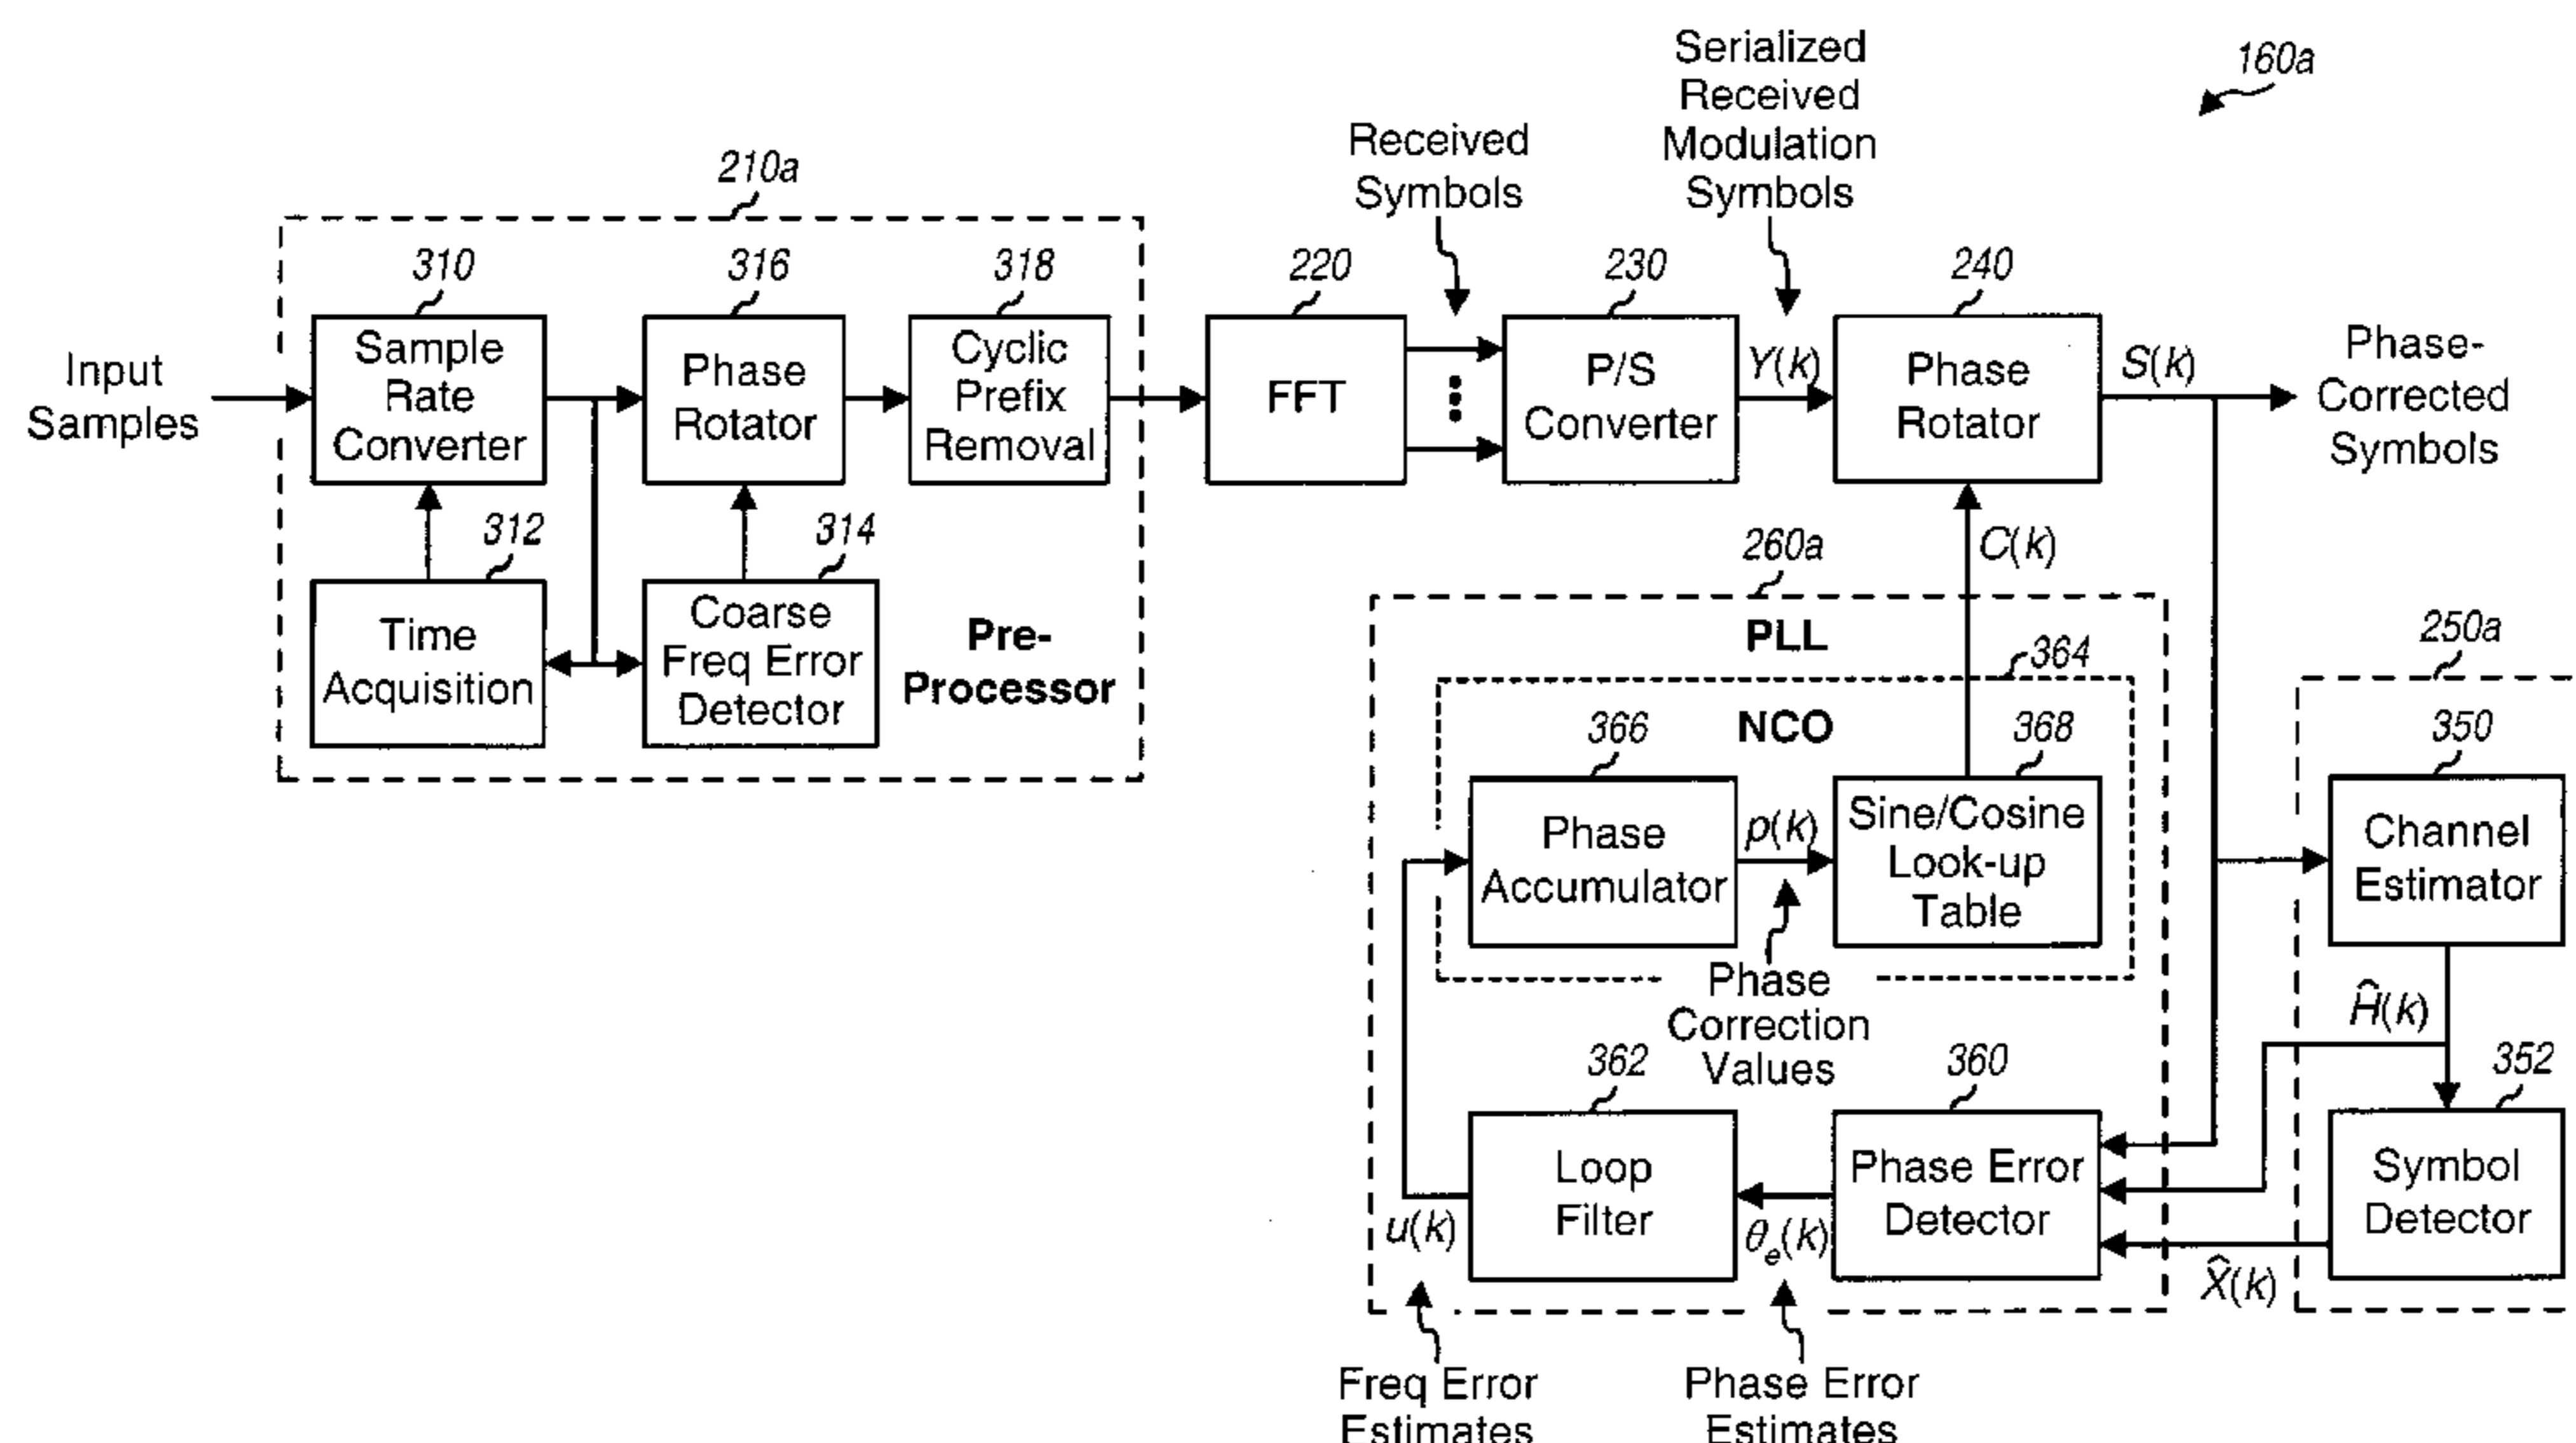 160a
Serialized
Received
Modulation
Symbols
Received
Symbols
210a
310
316
318
220
230
240
Input
Samples
Sample
Rate
Converter
Phase
Rotator
Cyclic
Prefix
Removal
FFT
P/S
Converter
Y(k)
Phase
Rotator
S(k)
Phase-
Corrected
Symbols
312
314
Time
Acquisition
Coarse
Freq Error
Detector
Pre-
Processor
C(k)
260a
PLL
364
NCO
366
368
Phase
Accumulator
p(k)
Sine/Cosine
Look-up
Table
Phase
Correction
Values
250a
350
Channel
Estimator
Ĥ(k)
362
360
352
Loop
Filter
Phase Error
Detector
Symbol
Detector
u(k)
θe(k)
X̂(k)
Freq Error
Estimates
Phase Error
Estimates